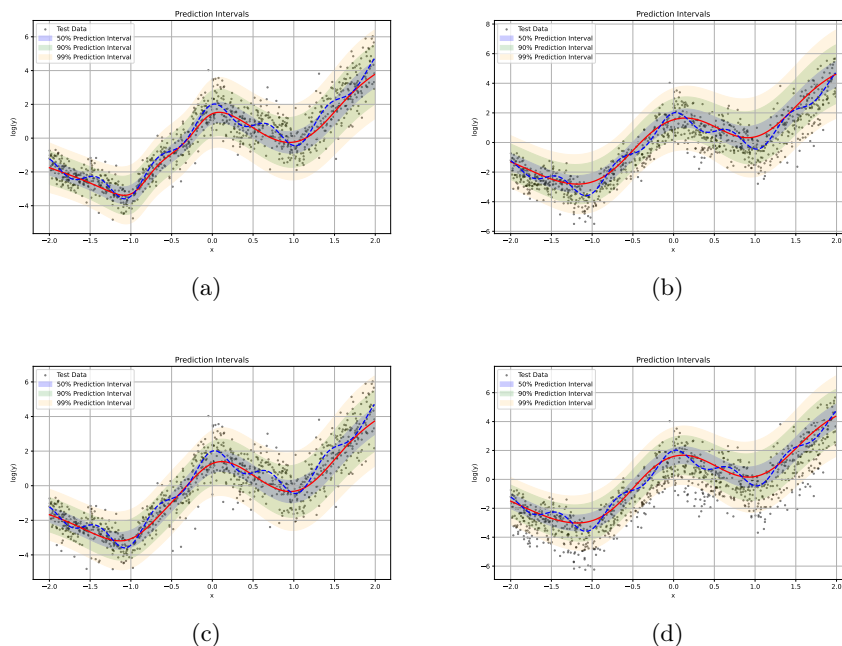 Prediction Intervals
Test Data
50% Prediction Interval
90% Prediction Interval
99% Prediction Interval
log(y)
6
4
2
0
−2
−4
−2.0 −1.5 −1.0 −0.5 0.0 0.5 1.0 1.5 2.0
x
(a)
Prediction Intervals
Test Data
50% Prediction Interval
90% Prediction Interval
99% Prediction Interval
log(y)
8
6
4
2
0
−2
−4
−6
−2.0 −1.5 −1.0 −0.5 0.0 0.5 1.0 1.5 2.0
x
(b)
Prediction Intervals
Test Data
50% Prediction Interval
90% Prediction Interval
99% Prediction Interval
log(y)
6
4
2
0
−2
−4
−2.0 −1.5 −1.0 −0.5 0.0 0.5 1.0 1.5 2.0
x
(c)
Prediction Intervals
Test Data
50% Prediction Interval
90% Prediction Interval
99% Prediction Interval
log(y)
6
4
2
0
−2
−4
−6
−2.0 −1.5 −1.0 −0.5 0.0 0.5 1.0 1.5 2.0
x
(d)